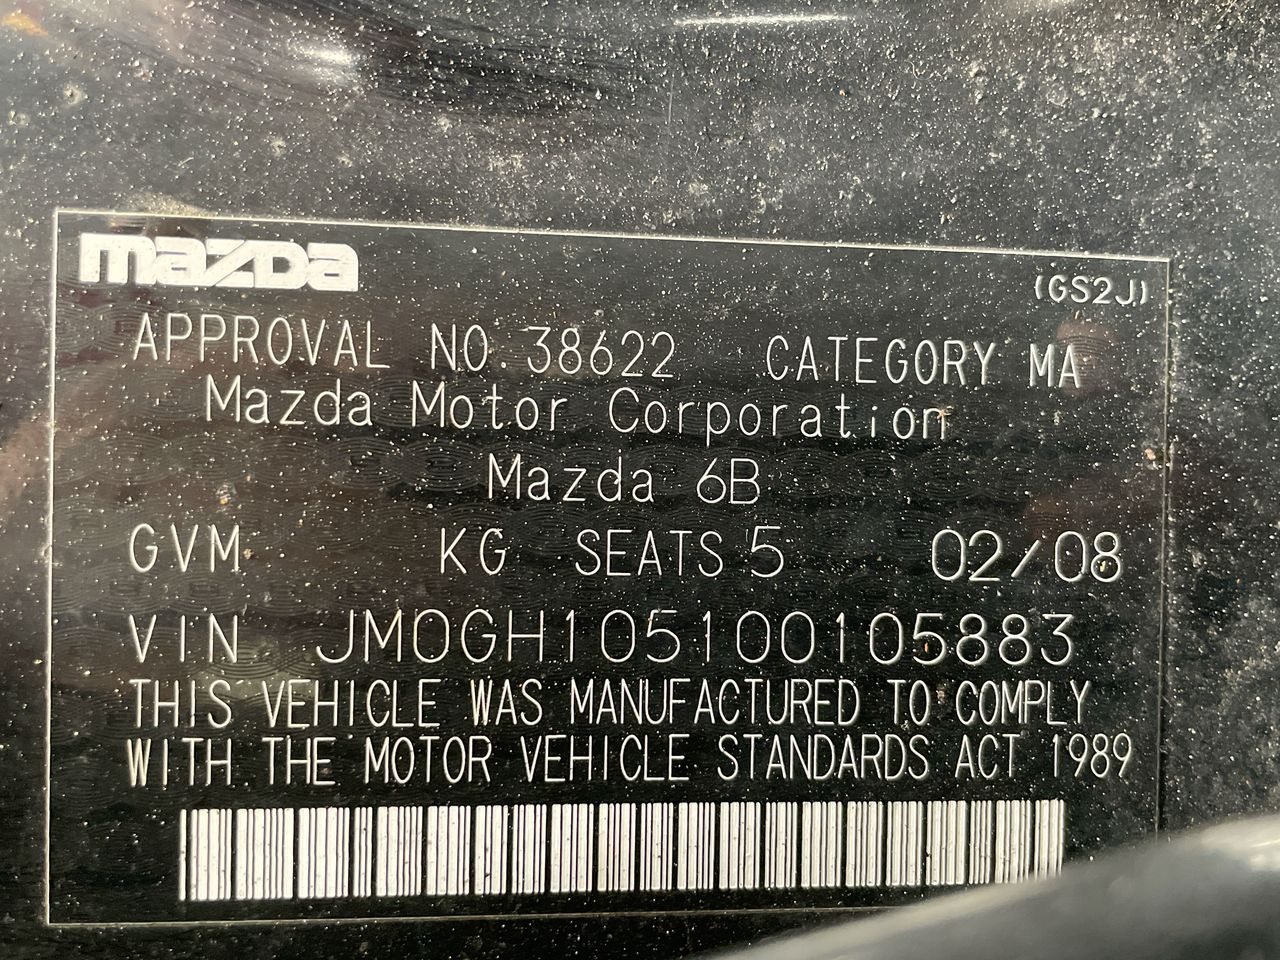 mazda
(GS2J)
APPROVAL NO. 38622 CATEGORY MA
Mazda Motor Corporation
Mazda 6B
GVM KG SEATS 5 02/08
VIN JM0GH105100105883
THIS VEHICLE WAS MANUFACTURED TO COMPLY
WITH THE MOTOR VEHICLE STANDARDS ACT 1989